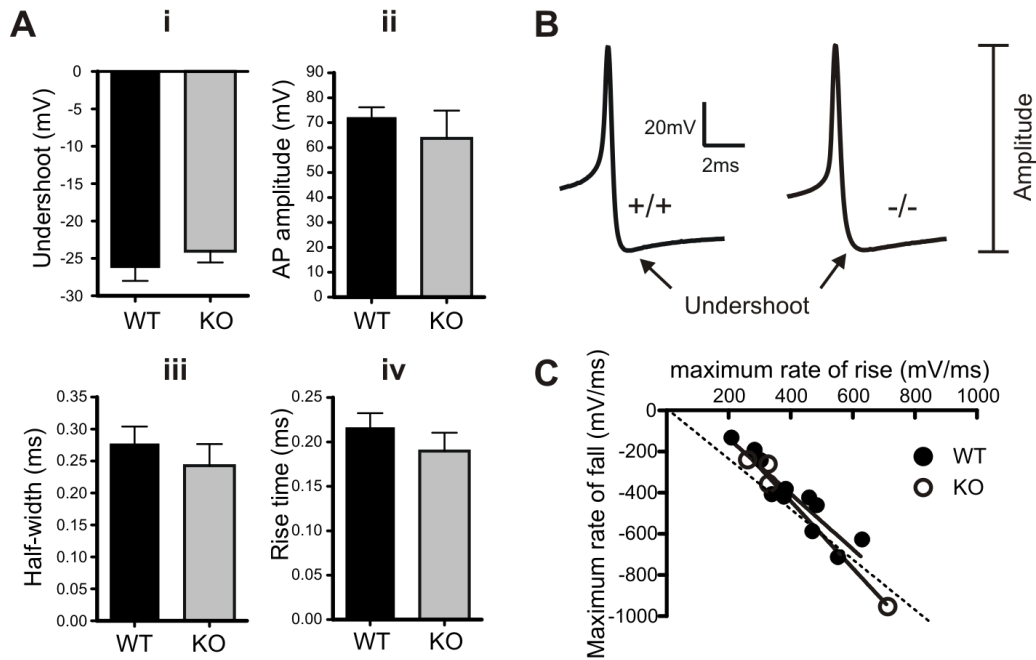 A
i
Undershoot (mV)
0
-5
-10
-15
-20
-25
-30
WT
KO
ii
AP amplitude (mV)
90
80
70
60
50
40
30
20
10
0
WT
KO
iii
Half-width (ms)
0.35
0.30
0.25
0.20
0.15
0.10
0.05
0.00
WT
KO
iv
Rise time (ms)
0.25
0.20
0.15
0.10
0.05
0.00
WT
KO
B
20mV
2ms
+/+
-/-
Amplitude
Undershoot
C
maximum rate of rise (mV/ms)
200
400
600
800
1000
Maximum rate of fall (mV/ms)
0
-200
-400
-600
-800
-1000
WT
KO